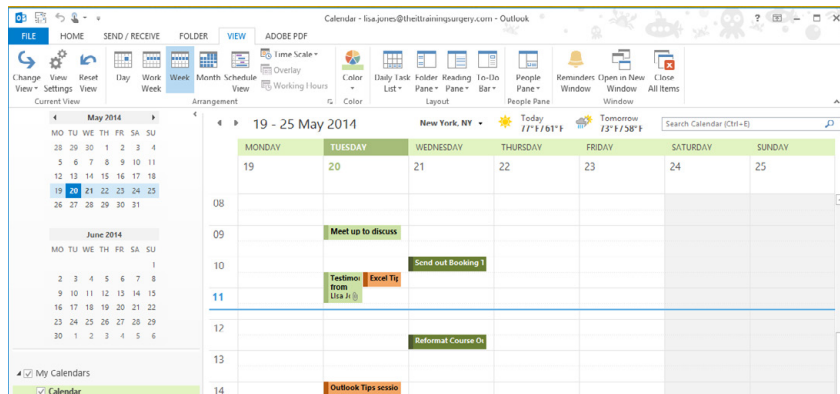 Calendar - lisa.jones@theittrainingsurgery.com - Outlook
FILE HOME SEND / RECEIVE FOLDER VIEW ADOBE PDF
Change View
View Settings
Reset View
Day
Work Week
Week
Month
Schedule View
Time Scale
Overlay
Working Hours
Color
Daily Task List
Folder Pane
Reading Pane
To-Do Bar
People Pane
Reminders Window
Open in New Window
Close All Items
Current View Arrangement Color Layout People Pane Window
May 2014
MO TU WE TH FR SA SU
28 29 30 1 2 3 4
5 6 7 8 9 10 11
12 13 14 15 16 17 18
19 20 21 22 23 24 25
26 27 28 29 30 31
June 2014
MO TU WE TH FR SA SU
1
2 3 4 5 6 7 8
9 10 11 12 13 14 15
16 17 18 19 20 21 22
23 24 25 26 27 28 29
30 1 2 3 4 5 6
My Calendars
Calendar
19 - 25 May 2014
New York, NY
Today
77°F/61°F
Tomorrow
73°F/58°F
Search Calendar (Ctrl+E)
MONDAY TUESDAY WEDNESDAY THURSDAY FRIDAY SATURDAY SUNDAY
19 20 21 22 23 24 25
08
09
Meet up to discuss
10
Send out Booking 1
Testimo
from
Lisa J
Excel Tip
11
12
Reformat Course O
13
14
Outlook Tips sessio